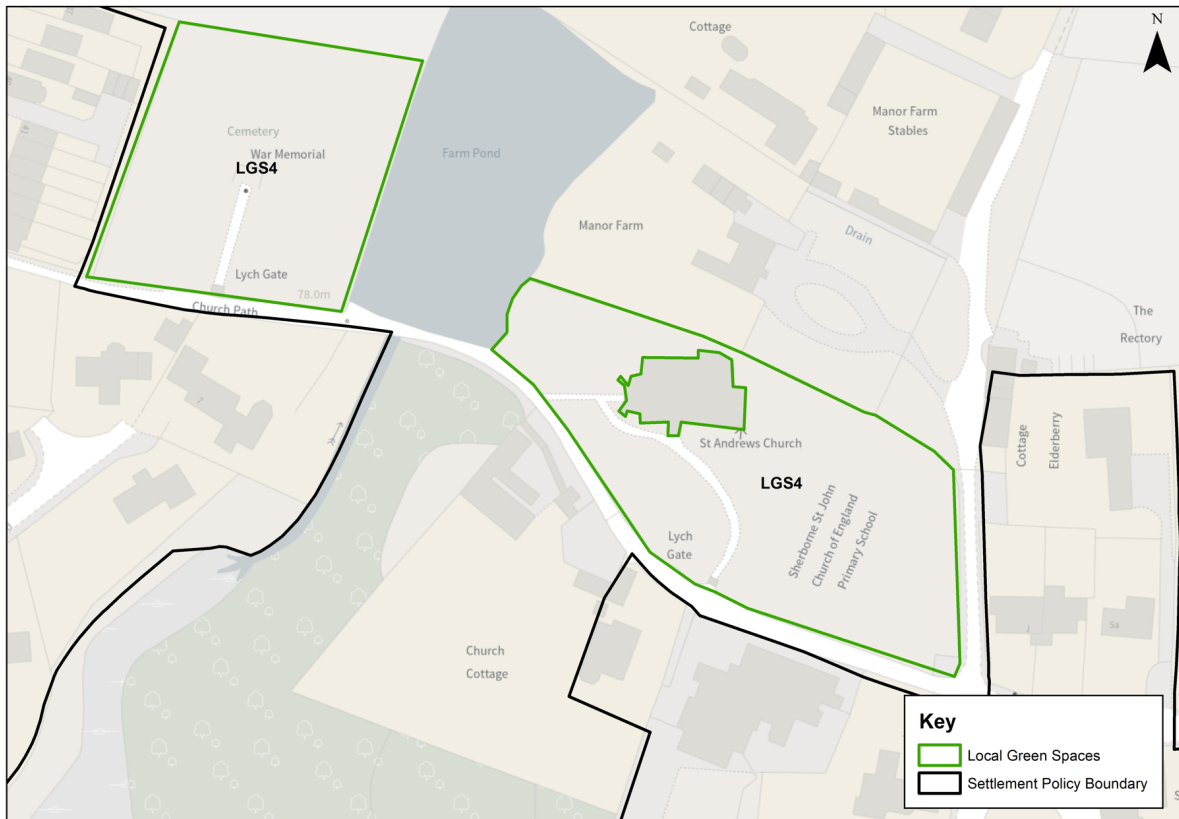 N
Cottage
Manor Farm
Stables
Cemetery
War Memorial
LGS4
Farm Pond
Manor Farm
Drain
Lych Gate
78.0m
Church Path
The
Rectory
St Andrews Church
LGS4
Cottage
Elderberry
Sherborne St John
Church of England
Primary School
Lych
Gate
5a
1
Church
Cottage
Key
Local Green Spaces
Settlement Policy Boundary